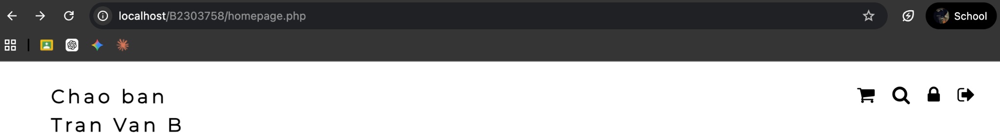 localhost/B2303758/homepage.php
School
Chao ban
Tran Van B